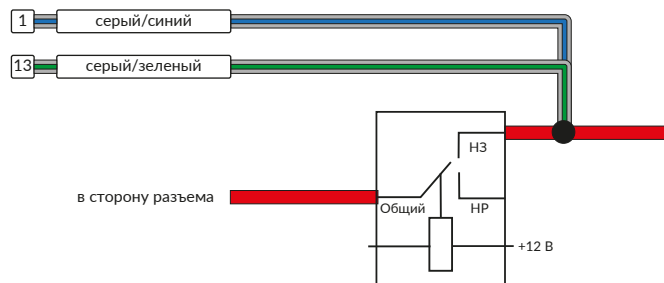 1 серый/синий
13 серый/зеленый
НЗ
в сторону разъема
Общий НР
+12 В